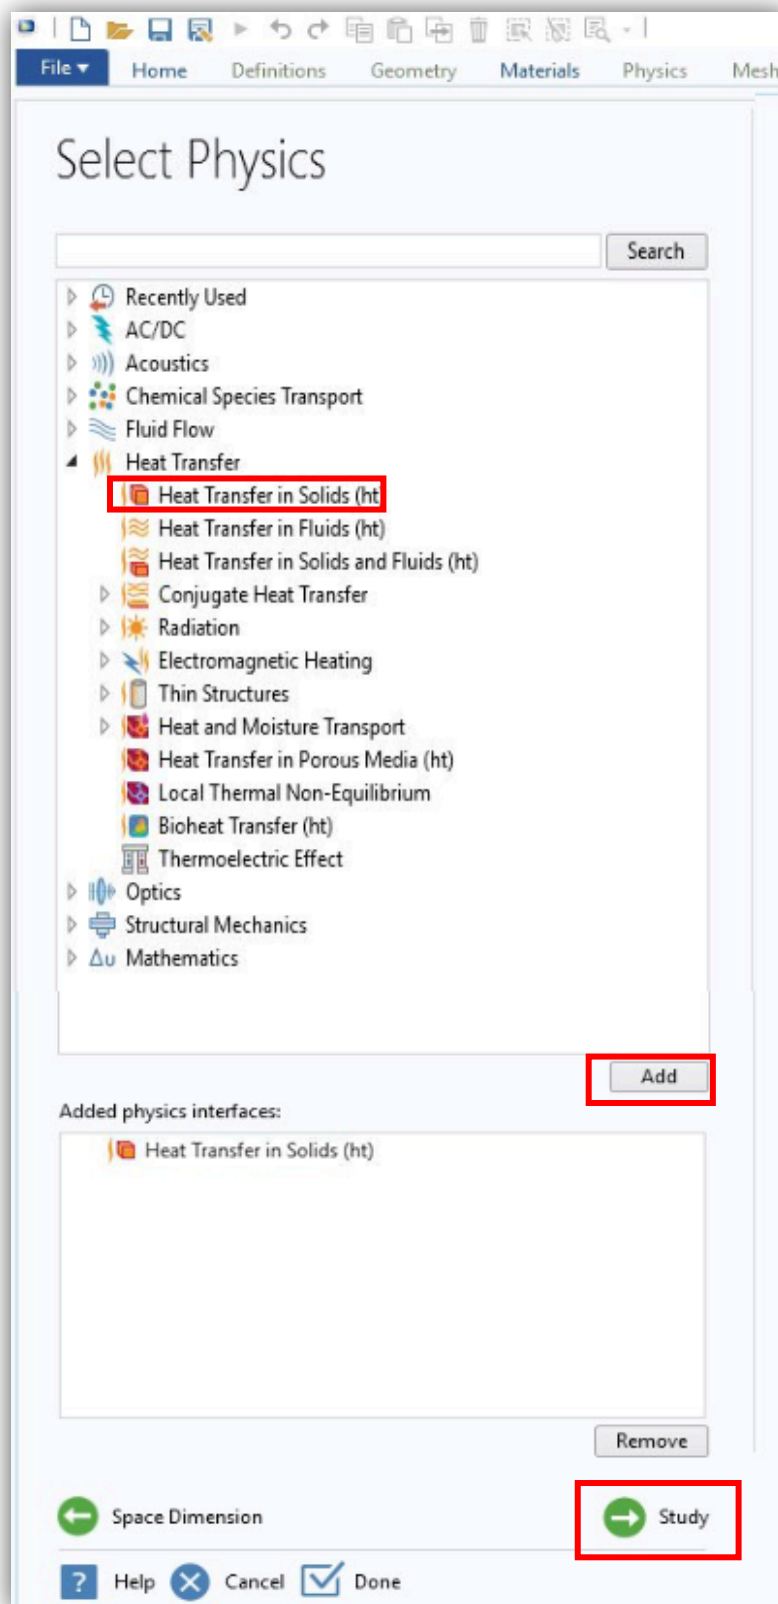 File Home Definitions Geometry Materials Physics Mesh
Select Physics
Search
Recently Used
AC/DC
Acoustics
Chemical Species Transport
Fluid Flow
Heat Transfer
Heat Transfer in Solids (ht)
Heat Transfer in Fluids (ht)
Heat Transfer in Solids and Fluids (ht)
Conjugate Heat Transfer
Radiation
Electromagnetic Heating
Thin Structures
Heat and Moisture Transport
Heat Transfer in Porous Media (ht)
Local Thermal Non-Equilibrium
Bioheat Transfer (ht)
Thermoelectric Effect
Optics
Structural Mechanics
Δu Mathematics
Add
Added physics interfaces:
Heat Transfer in Solids (ht)
Remove
Space Dimension Study
? Help Cancel Done